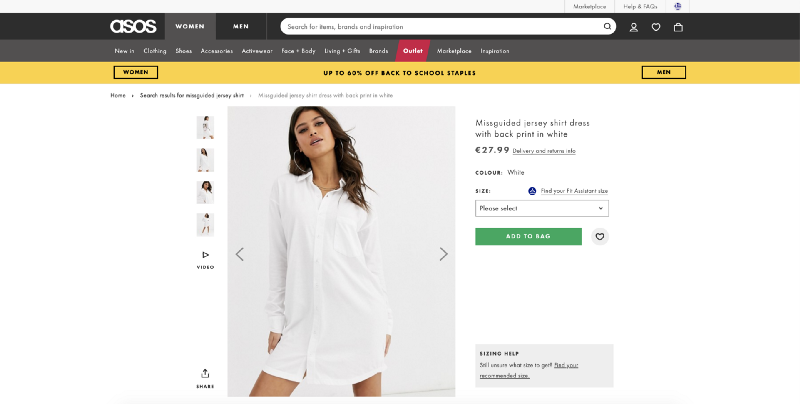 Marketplace
Help & FAQs
asos
WOMEN
MEN
Search for items, brands and inspiration
New in
Clothing
Shoes
Accessories
Activewear
Face + Body
Living + Gifts
Brands
Outlet
Marketplace
Inspiration
WOMEN
UP TO 60% OFF BACK TO SCHOOL STAPLES
MEN
Home › Search results for missguided jersey shirt › Missguided jersey shirt dress with back print in white
Missguided jersey shirt dress
with back print in white
€27.99 Delivery and returns info
COLOUR: White
SIZE:
Find your Fit Assistant size
Please select
ADD TO BAG
VIDEO
SHARE
SIZING HELP
Still unsure what size to get? Find your
recommended size.